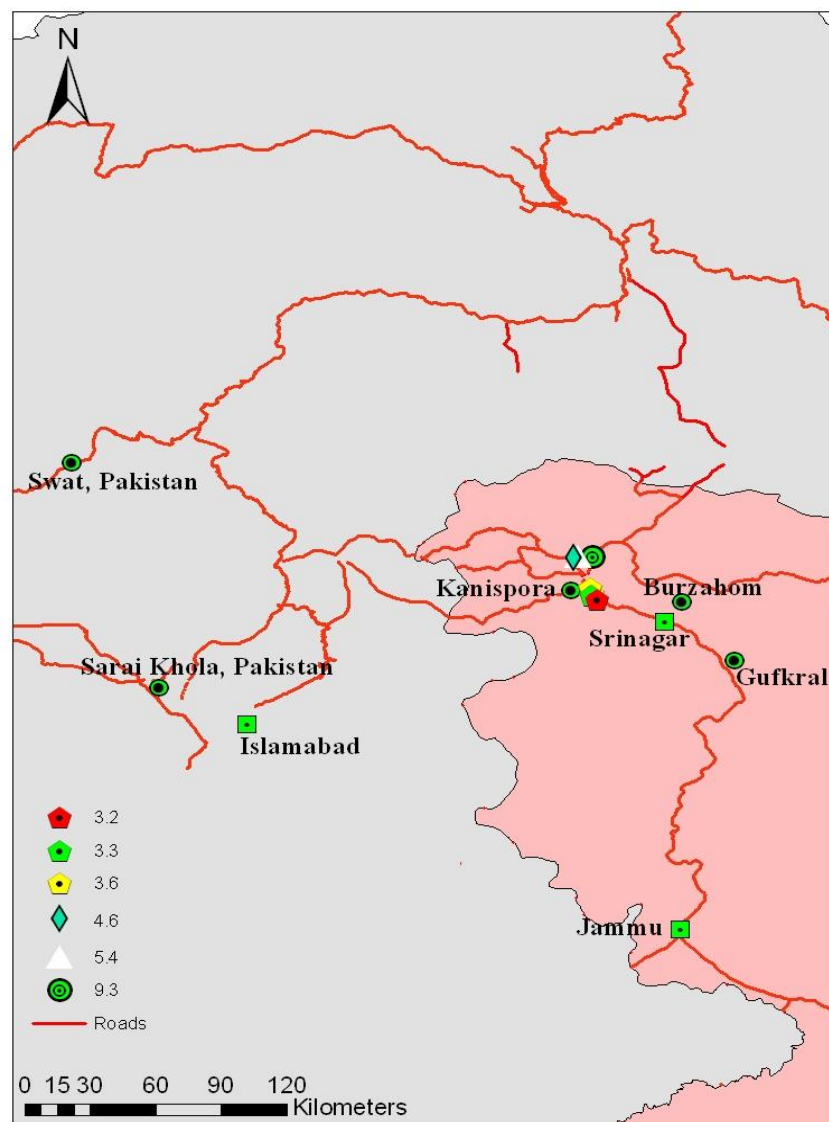 N
Swat, Pakistan
Kanispora
Burzahom
Srinagar
Sarai Khola, Pakistan
Gufkral
Islamabad
3.2
3.3
3.6
4.6
Jammu
5.4
9.3
Roads
0 15 30 60 90 120
Kilometers